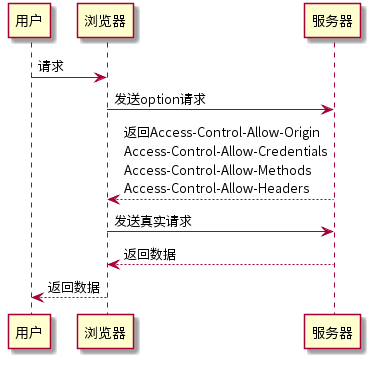 用户 浏览器 服务器
请求
发送option请求
返回Access-Control-Allow-Origin
Access-Control-Allow-Credentials
Access-Control-Allow-Methods
Access-Control-Allow-Headers
发送真实请求
返回数据
返回数据
用户 浏览器 服务器